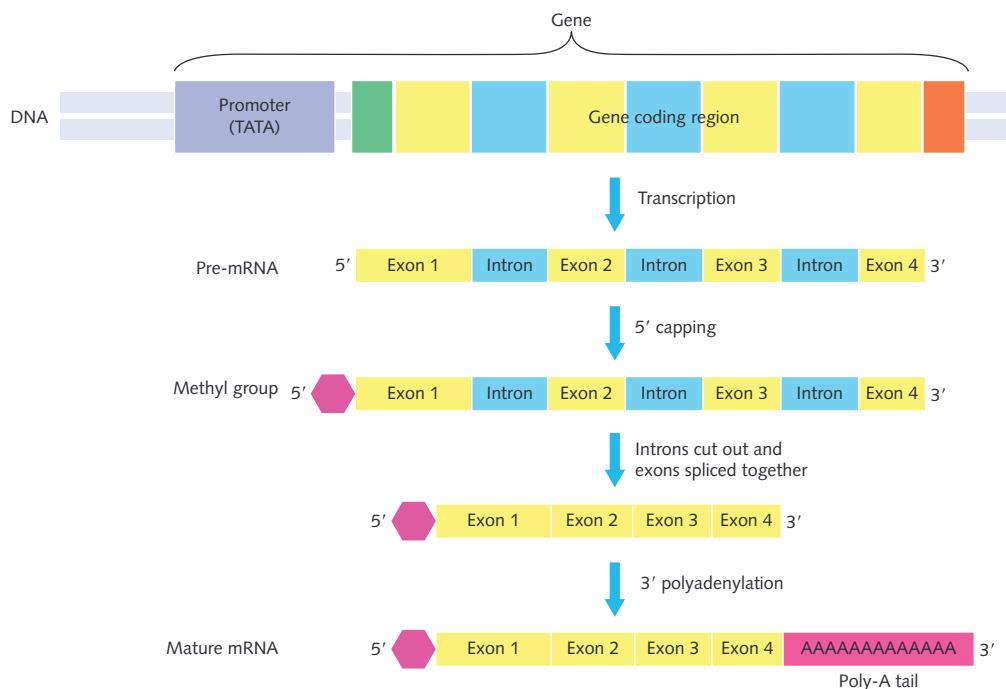 Gene
DNA
Promoter
(TATA)
Gene coding region
Transcription
Pre-mRNA 5′ Exon 1 Intron Exon 2 Intron Exon 3 Intron Exon 4 3′
5′ capping
Methyl group 5′ Exon 1 Intron Exon 2 Intron Exon 3 Intron Exon 4 3′
Introns cut out and
exons spliced together
5′ Exon 1 Exon 2 Exon 3 Exon 4 3′
3′ polyadenylation
Mature mRNA 5′ Exon 1 Exon 2 Exon 3 Exon 4 AAAAAAAAAAAAA 3′
Poly-A tail